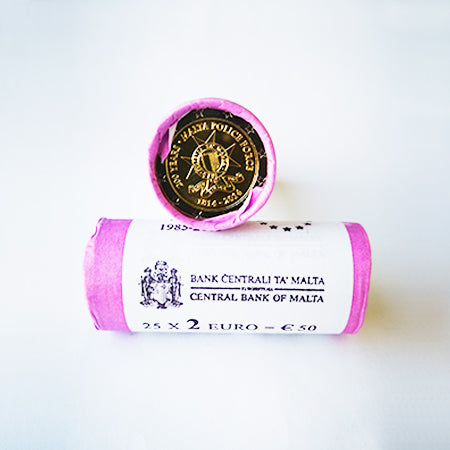 200 YEARS · MALTA POLICE FORCE
1814 - 2014
1985-
BANK ĊENTRALI TA' MALTA
CENTRAL BANK OF MALTA
25 X 2 EURO = € 50